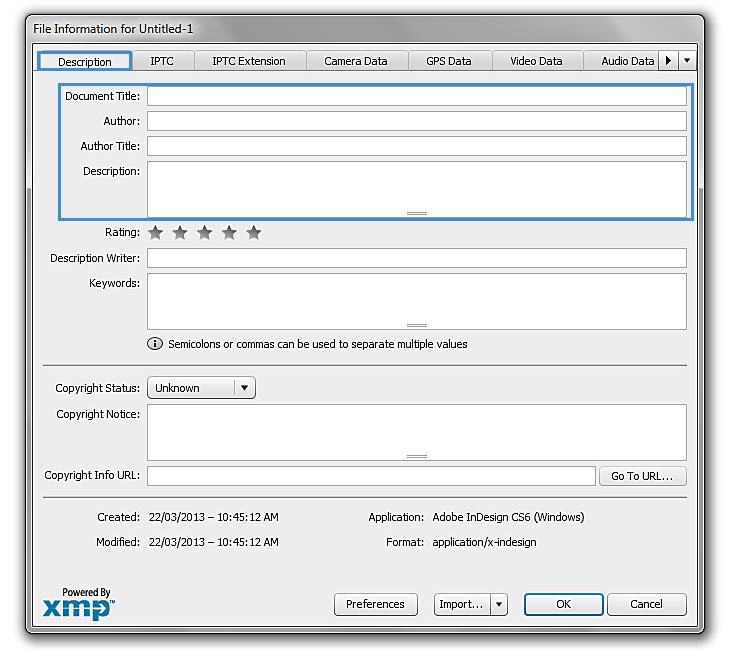 File Information for Untitled-1
Description IPTC IPTC Extension Camera Data GPS Data Video Data Audio Data
Document Title:
Author:
Author Title:
Description:
Rating:
Description Writer:
Keywords:
Semicolons or commas can be used to separate multiple values
Copyright Status: Unknown
Copyright Notice:
Copyright Info URL: Go To URL...
Created: 22/03/2013 – 10:45:12 AM Application: Adobe InDesign CS6 (Windows)
Modified: 22/03/2013 – 10:45:12 AM Format: application/x-indesign
Powered By
xmp™
Preferences Import... OK Cancel